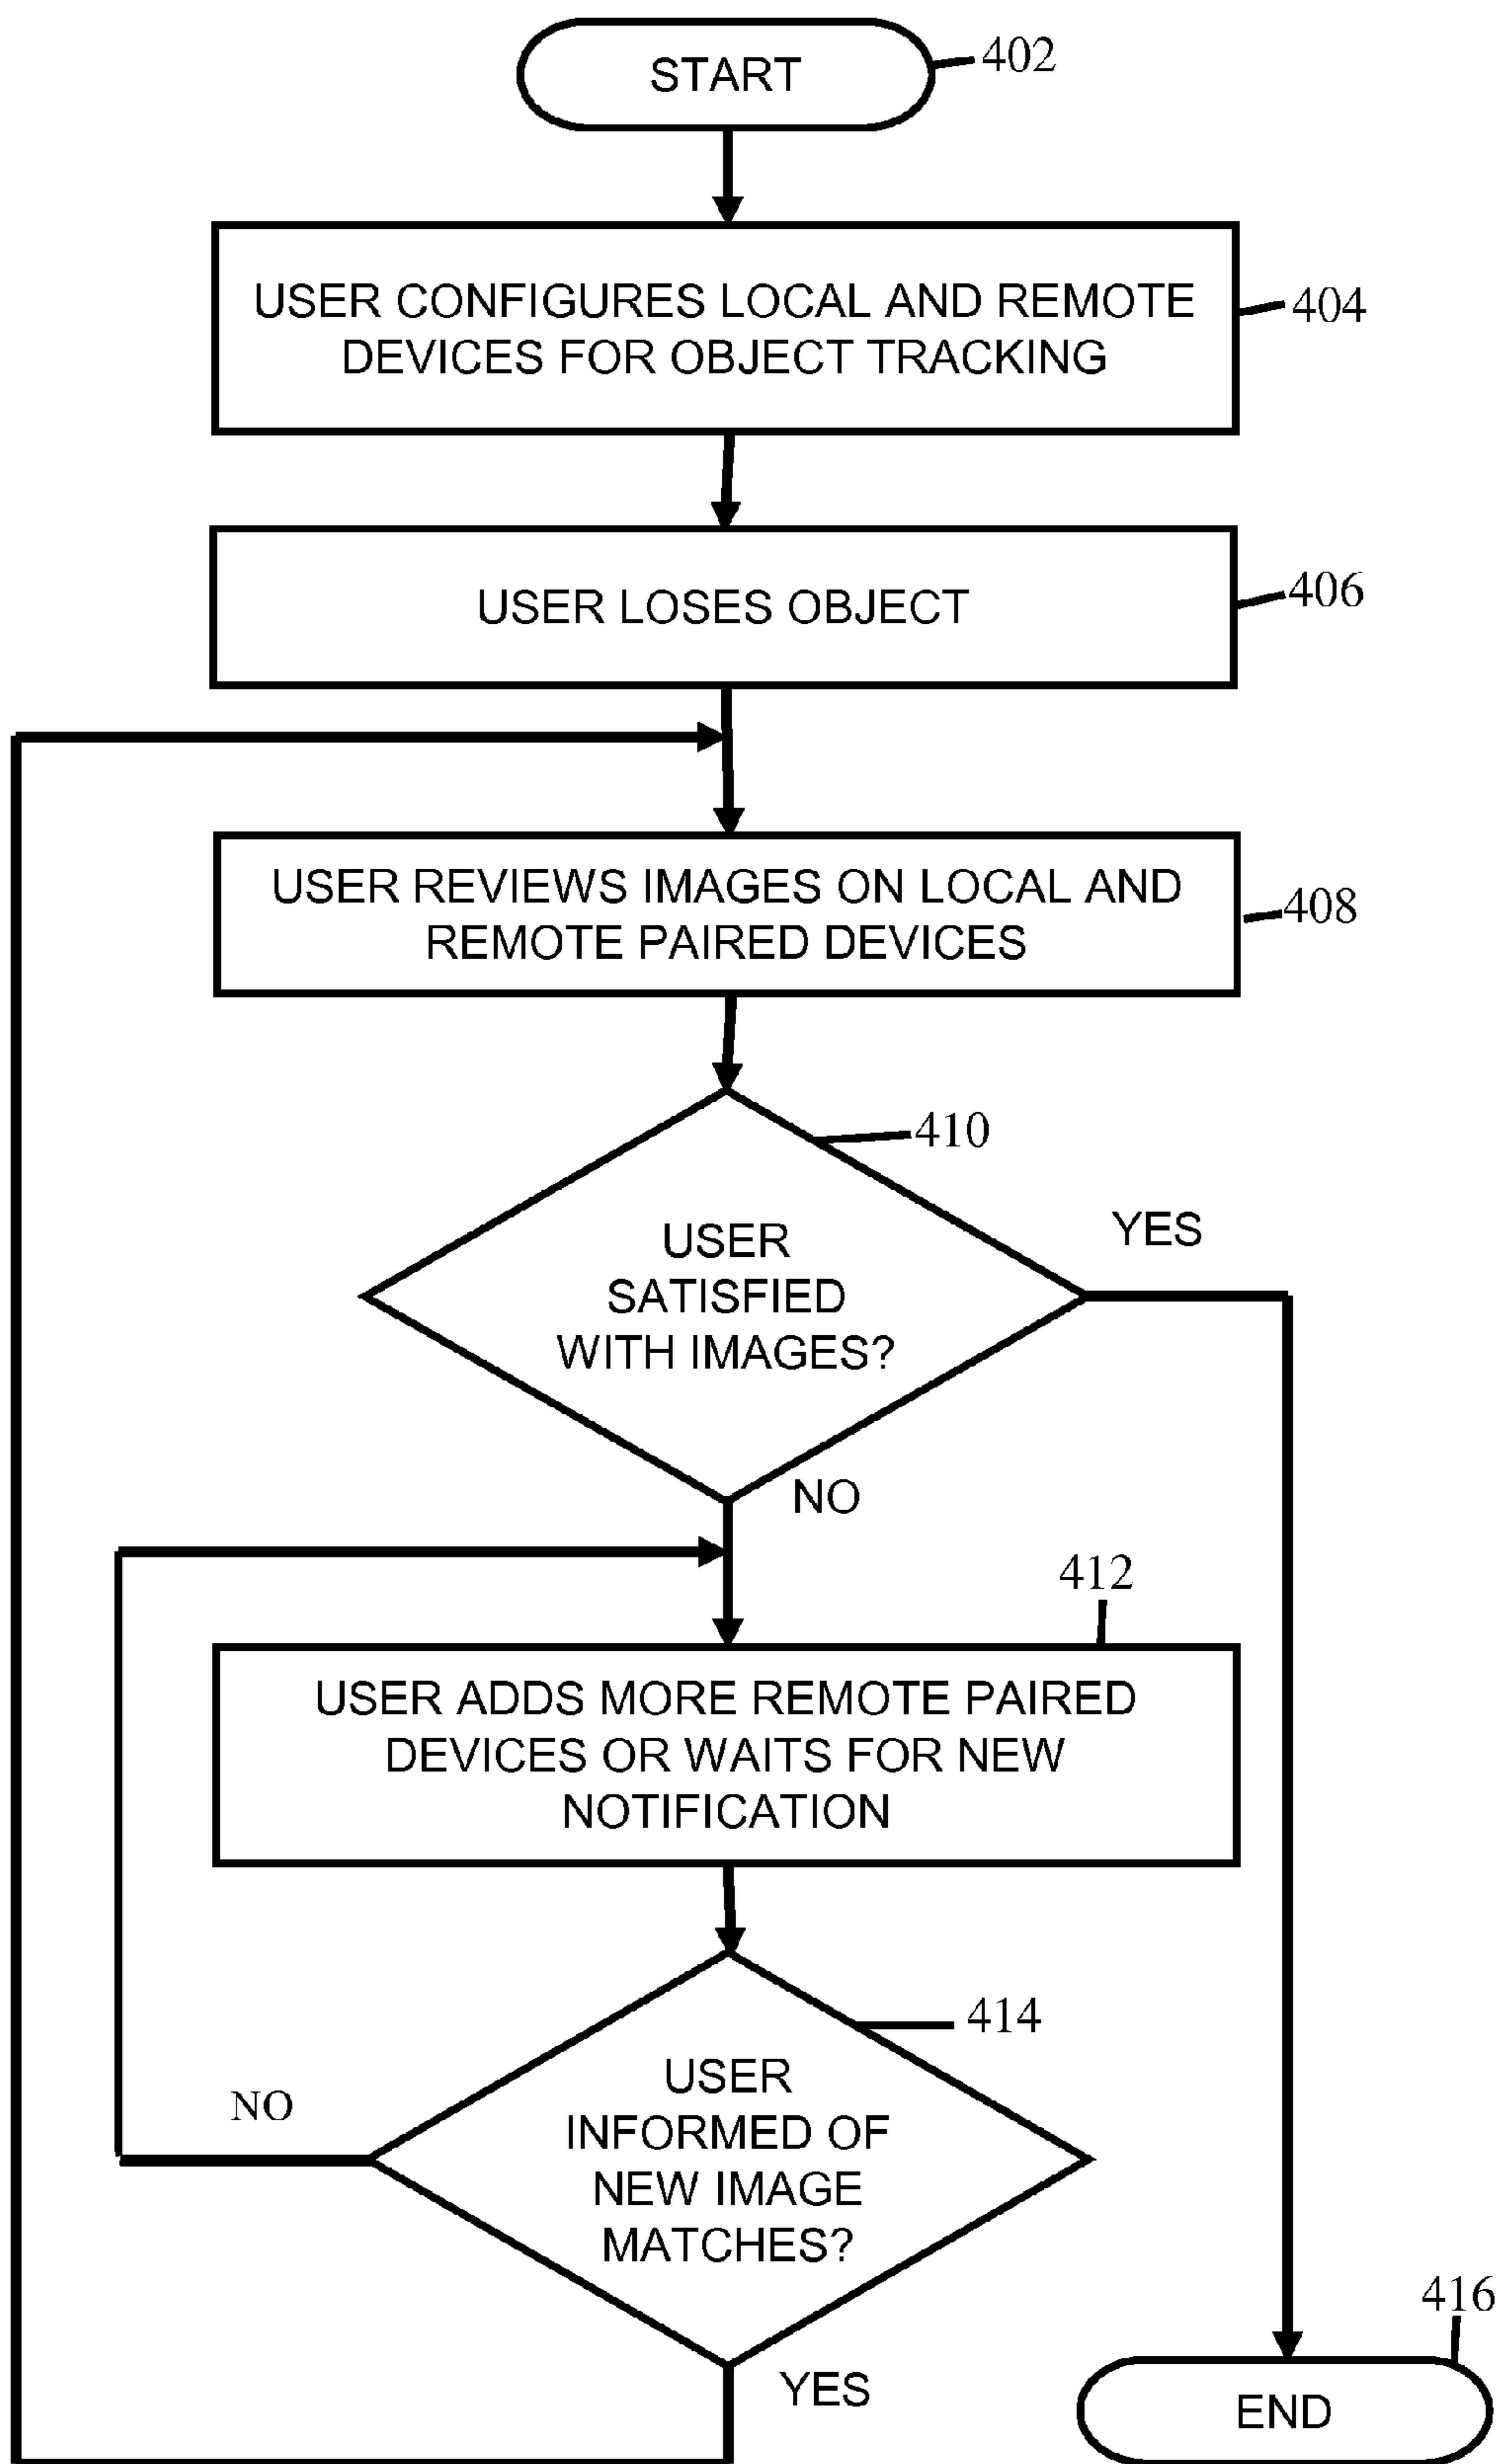 START
402
USER CONFIGURES LOCAL AND REMOTE
DEVICES FOR OBJECT TRACKING
404
USER LOSES OBJECT
406
USER REVIEWS IMAGES ON LOCAL AND
REMOTE PAIRED DEVICES
408
410
USER
SATISFIED
WITH IMAGES?
YES
NO
412
USER ADDS MORE REMOTE PAIRED
DEVICES OR WAITS FOR NEW
NOTIFICATION
414
USER
INFORMED OF
NEW IMAGE
MATCHES?
NO
YES
416
END